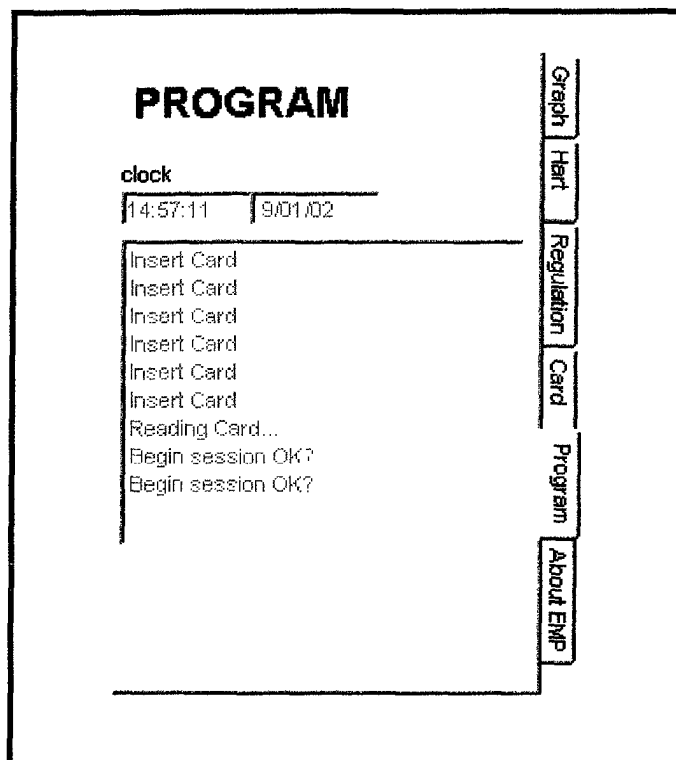 PROGRAM
clock
14:57:11 9/01/02
Insert Card
Insert Card
Insert Card
Insert Card
Insert Card
Insert Card
Reading Card...
Begin session OK?
Begin session OK?
Graph
Hart
Regulation
Card
Program
About EMP